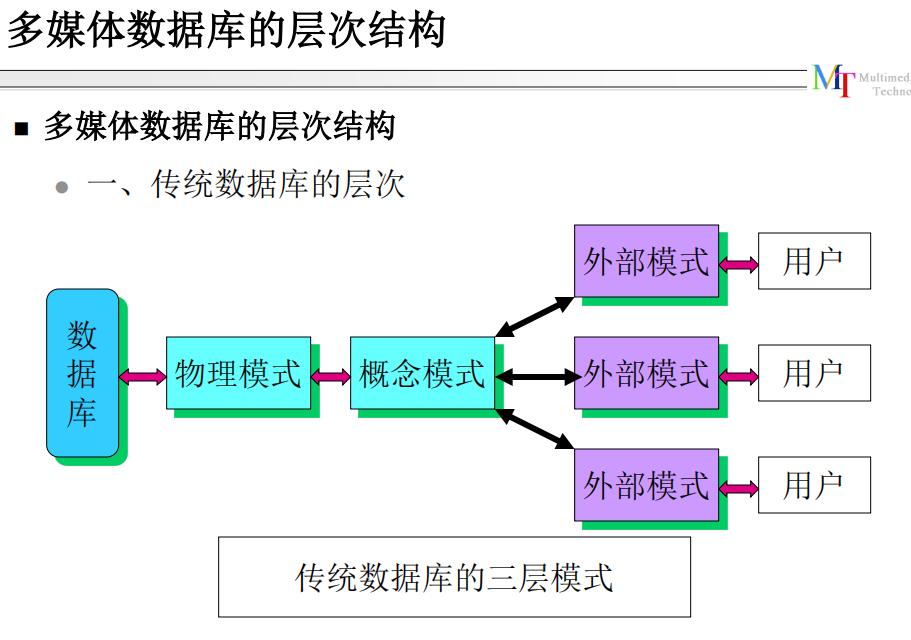 多媒体数据库的层次结构
MT Multimed
Techno
■ 多媒体数据库的层次结构
● 一、传统数据库的层次
外部模式
用户
数据库
物理模式
概念模式
外部模式
用户
外部模式
用户
传统数据库的三层模式